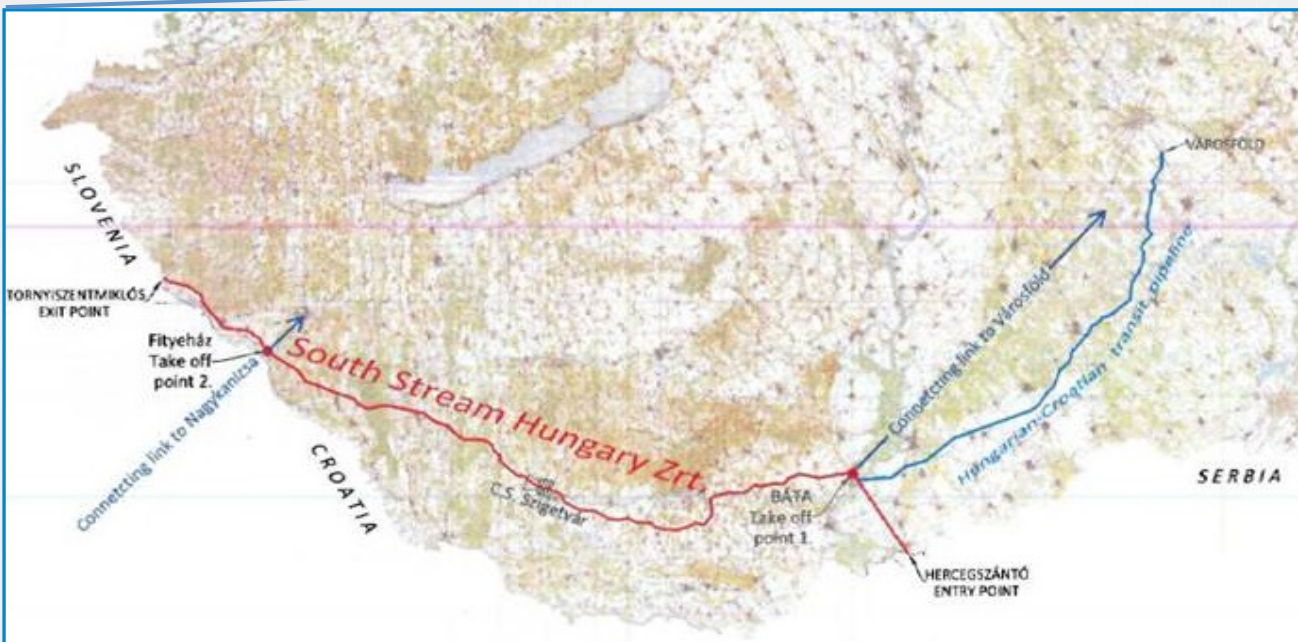 VÁROSFÖLD
SLOVENIA
TORNYISZENTMIKLÓS
EXIT POINT
Fityeház
Take off
point 2.
Connetcting link to Nagykanizsa
South Stream Hungary Zrt.
CROATIA
C.S. Szigetvár
BÁTA
Take off
point 1.
Connetcting link to Városföld
Hungarian-Croatian transit pipeline
SERBIA
HERCEGSZÁNTÓ
ENTRY POINT